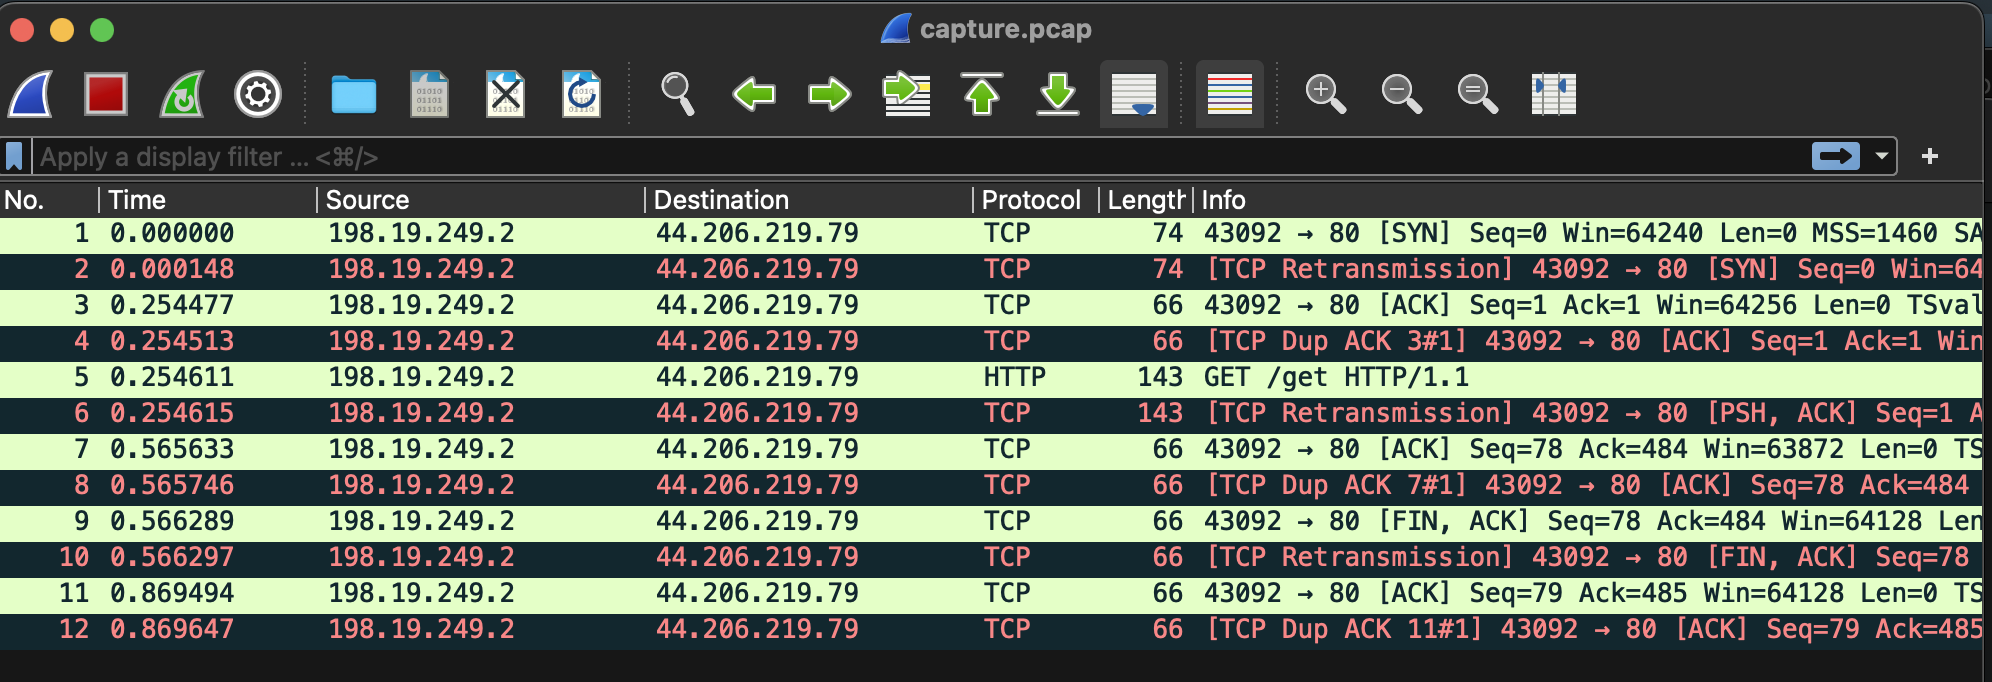 capture.pcap
Apply a display filter ... <⌘/>
No. Time Source Destination Protocol Length Info
1 0.000000 198.19.249.2 44.206.219.79 TCP 74 43092 → 80 [SYN] Seq=0 Win=64240 Len=0 MSS=1460 SA
2 0.000148 198.19.249.2 44.206.219.79 TCP 74 [TCP Retransmission] 43092 → 80 [SYN] Seq=0 Win=64
3 0.254477 198.19.249.2 44.206.219.79 TCP 66 43092 → 80 [ACK] Seq=1 Ack=1 Win=64256 Len=0 TSval
4 0.254513 198.19.249.2 44.206.219.79 TCP 66 [TCP Dup ACK 3#1] 43092 → 80 [ACK] Seq=1 Ack=1 Win
5 0.254611 198.19.249.2 44.206.219.79 HTTP 143 GET /get HTTP/1.1
6 0.254615 198.19.249.2 44.206.219.79 TCP 143 [TCP Retransmission] 43092 → 80 [PSH, ACK] Seq=1 A
7 0.565633 198.19.249.2 44.206.219.79 TCP 66 43092 → 80 [ACK] Seq=78 Ack=484 Win=63872 Len=0 TS
8 0.565746 198.19.249.2 44.206.219.79 TCP 66 [TCP Dup ACK 7#1] 43092 → 80 [ACK] Seq=78 Ack=484
9 0.566289 198.19.249.2 44.206.219.79 TCP 66 43092 → 80 [FIN, ACK] Seq=78 Ack=484 Win=64128 Len
10 0.566297 198.19.249.2 44.206.219.79 TCP 66 [TCP Retransmission] 43092 → 80 [FIN, ACK] Seq=78
11 0.869494 198.19.249.2 44.206.219.79 TCP 66 43092 → 80 [ACK] Seq=79 Ack=485 Win=64128 Len=0 TS
12 0.869647 198.19.249.2 44.206.219.79 TCP 66 [TCP Dup ACK 11#1] 43092 → 80 [ACK] Seq=79 Ack=485